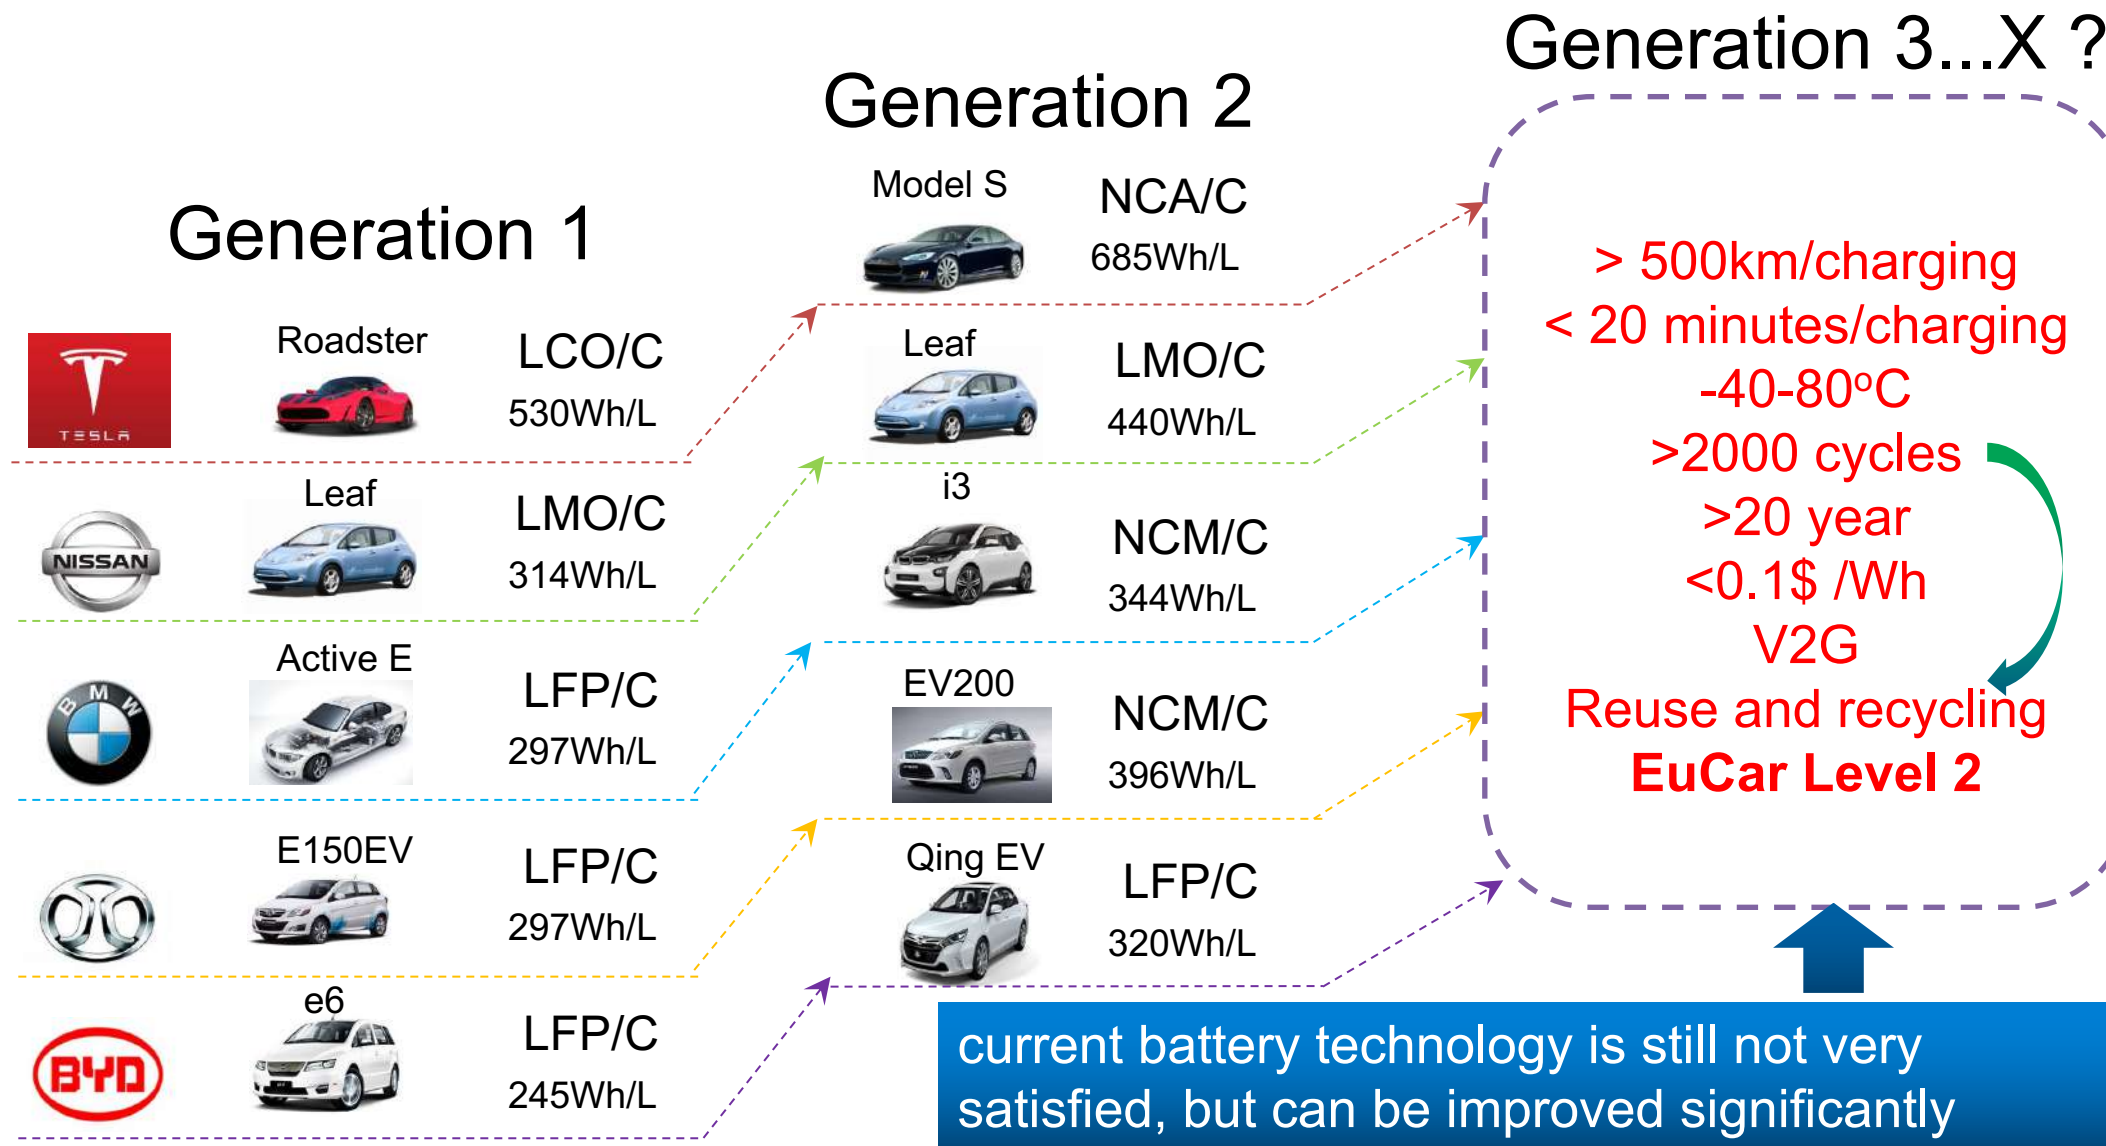 Generation 3...X ?
Generation 2
Generation 1
Model S
NCA/C
685Wh/L
Leaf
LMO/C
440Wh/L
i3
NCM/C
344Wh/L
EV200
NCM/C
396Wh/L
Qing EV
LFP/C
320Wh/L
TESLA
Roadster
LCO/C
530Wh/L
NISSAN
Leaf
LMO/C
314Wh/L
BMW
Active E
LFP/C
297Wh/L
E150EV
LFP/C
297Wh/L
BYD
e6
LFP/C
245Wh/L
> 500km/charging
< 20 minutes/charging
-40-80°C
>2000 cycles
>20 year
<0.1$ /Wh
V2G
Reuse and recycling
EuCar Level 2
current battery technology is still not very
satisfied, but can be improved significantly